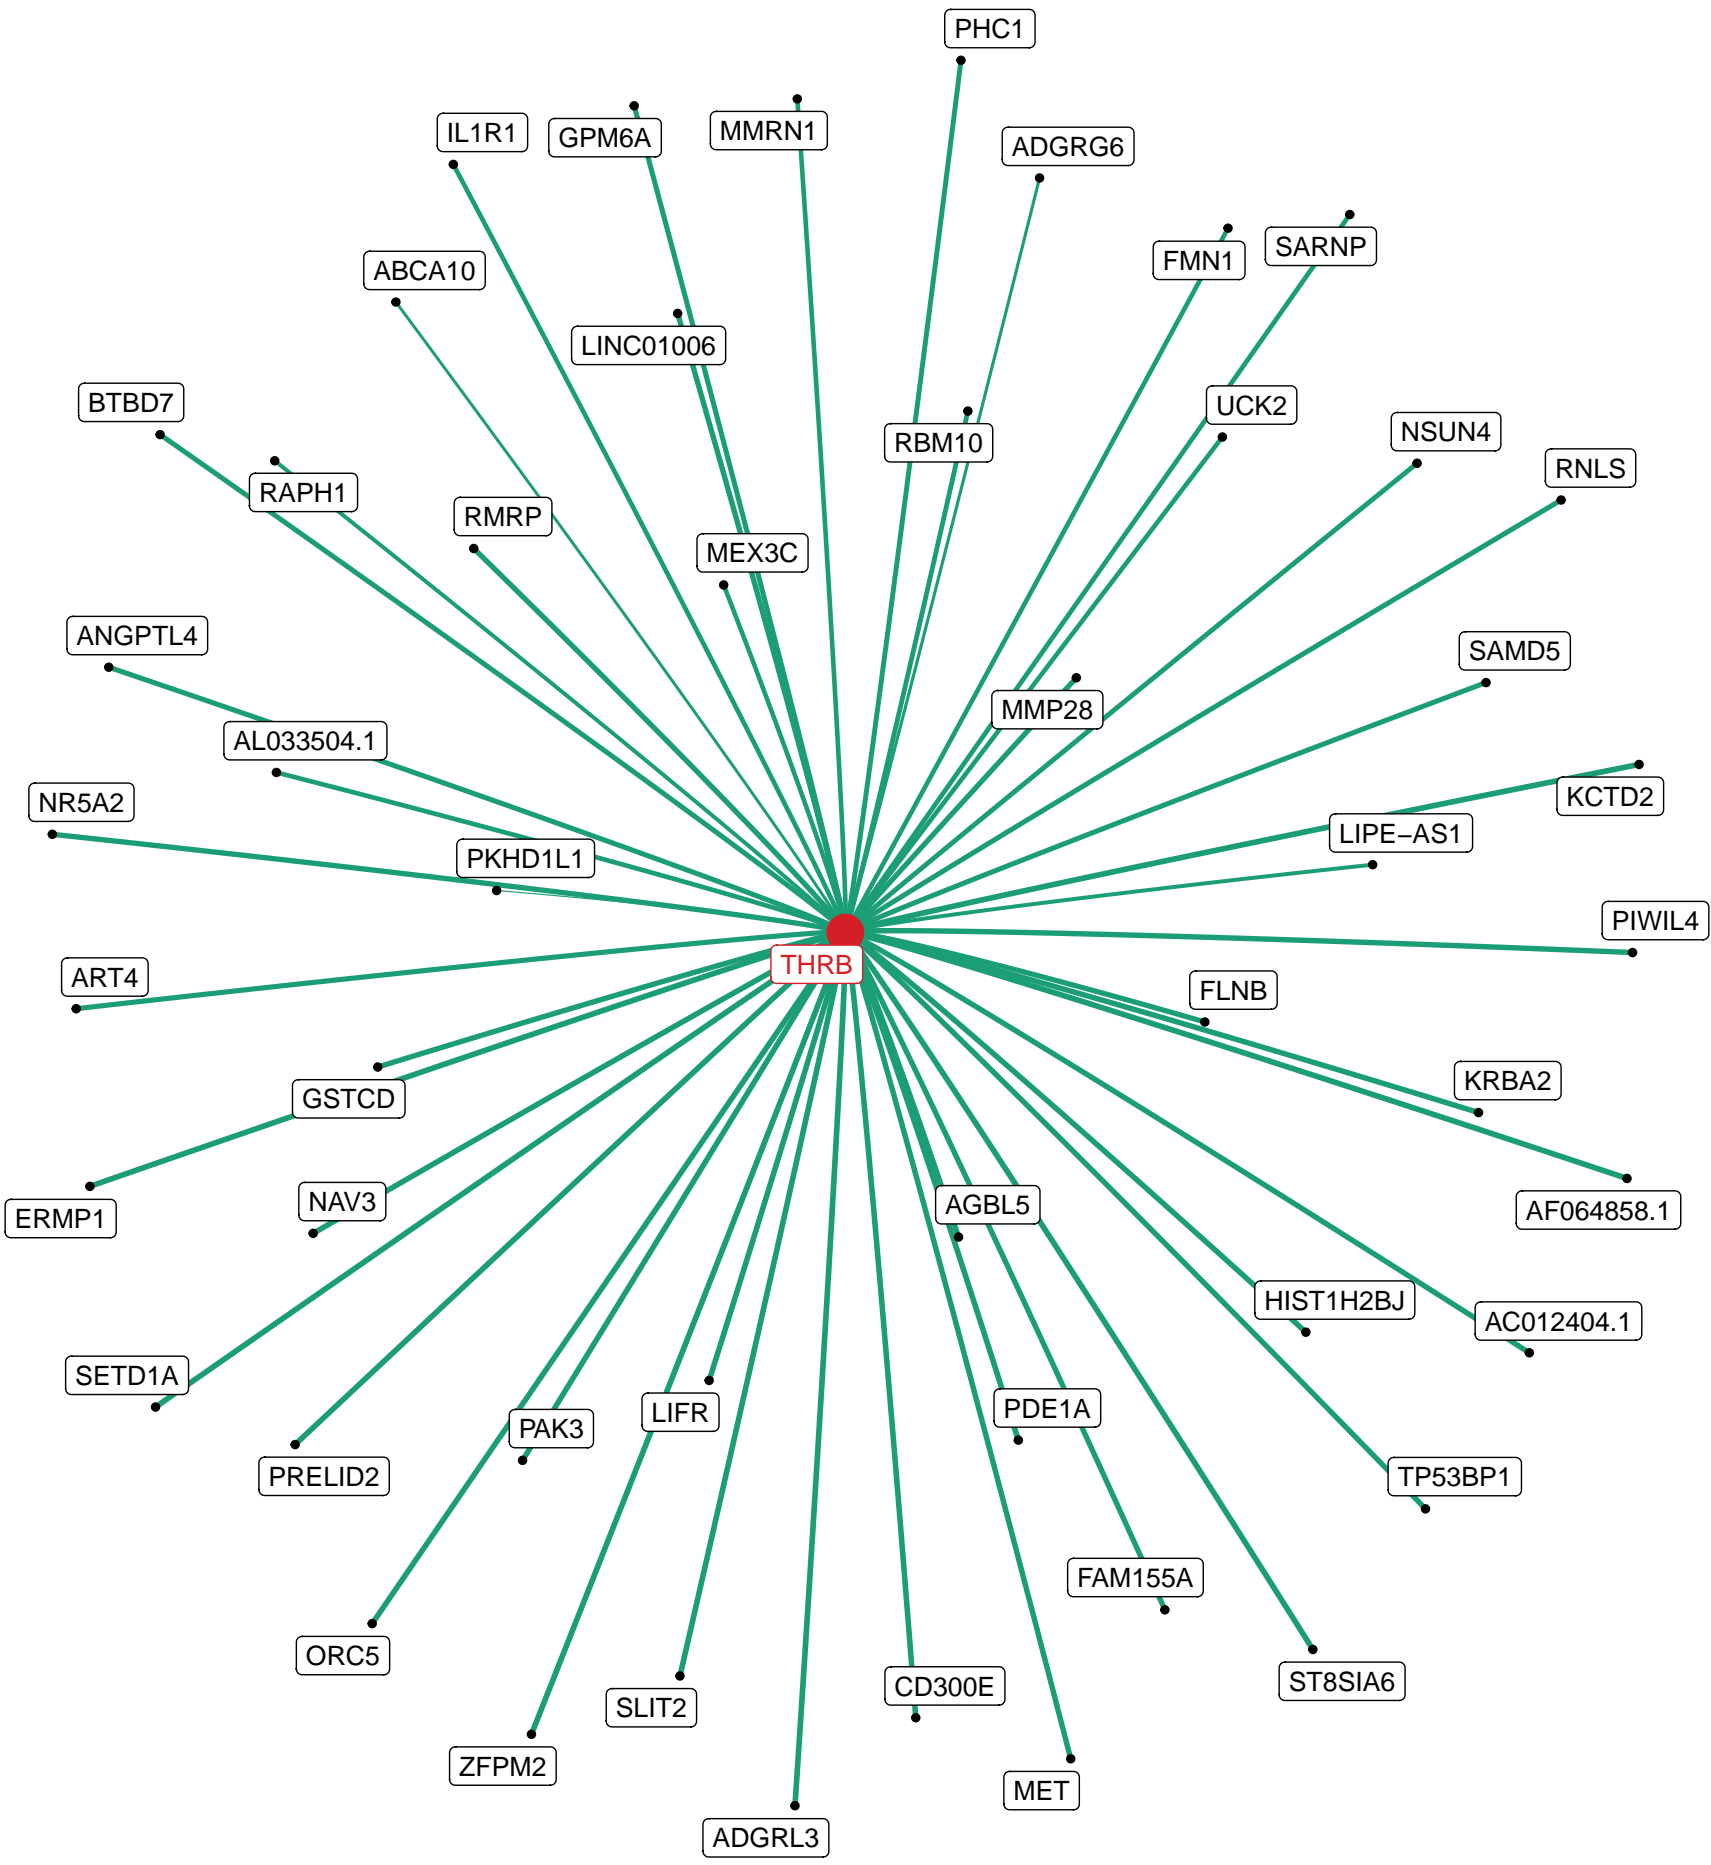 PHC1
IL1R1
GPM6A
MMRN1
ADGRG6
FMN1
SARNP
ABCA10
LINC01006
BTBD7
UCK2
NSUN4
RBM10
RNLS
RAPH1
RMRP
MEX3C
ANGPTL4
SAMD5
MMP28
AL033504.1
KCTD2
NR5A2
LIPE−AS1
PKHD1L1
PIWIL4
THRB
ART4
FLNB
KRBA2
GSTCD
NAV3
AGBL5
AF064858.1
ERMP1
HIST1H2BJ
AC012404.1
SETD1A
PDE1A
LIFR
PAK3
PRELID2
TP53BP1
FAM155A
ORC5
ST8SIA6
CD300E
SLIT2
ZFPM2
MET
ADGRL3